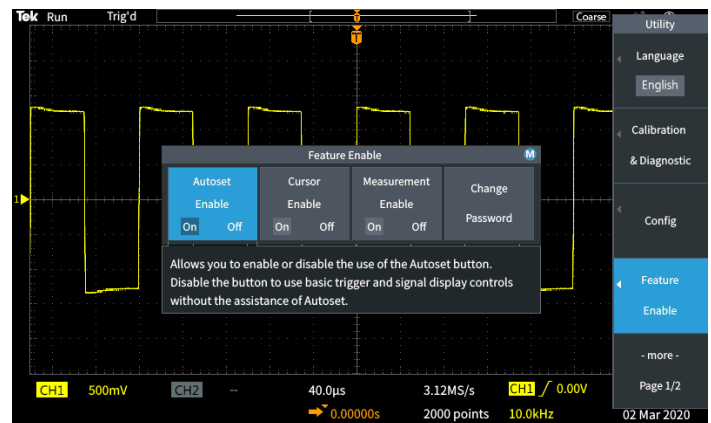 Tek Run Trig'd Coarse
T
Utility
Language
English
Calibration
& Diagnostic
Config
Feature
Enable
- more -
Page 1/2
Feature Enable M
Autoset
Enable
On Off
Cursor
Enable
On Off
Measurement
Enable
On Off
Change
Password
Allows you to enable or disable the use of the Autoset button.
Disable the button to use basic trigger and signal display controls
without the assistance of Autoset.
1
CH1 500mV CH2 -- 40.0μs 3.12MS/s CH1 0.00V
0.00000s 2000 points 10.0kHz 02 Mar 2020